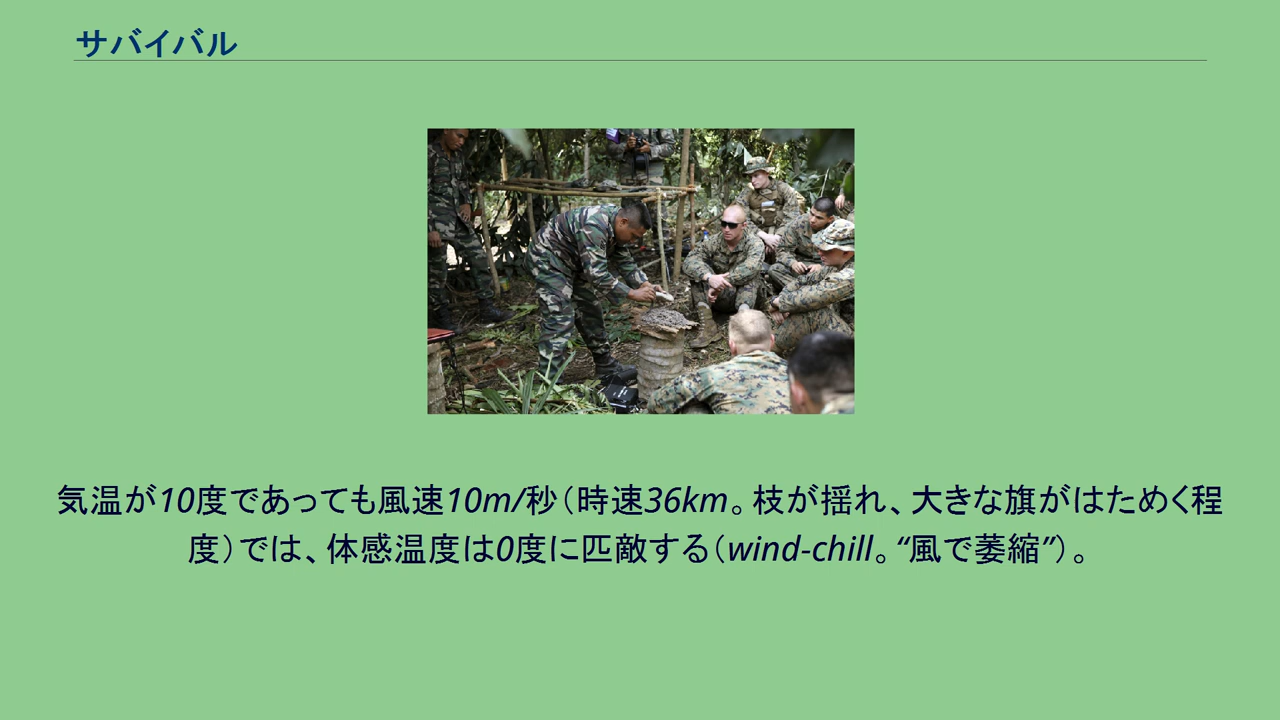 サバイバル
気温が10度であっても風速10m/秒（時速36km。枝が揺れ、大きな旗がはためく程
度）では、体感温度は0度に匹敵する（wind-chill。“風で萎縮”）。